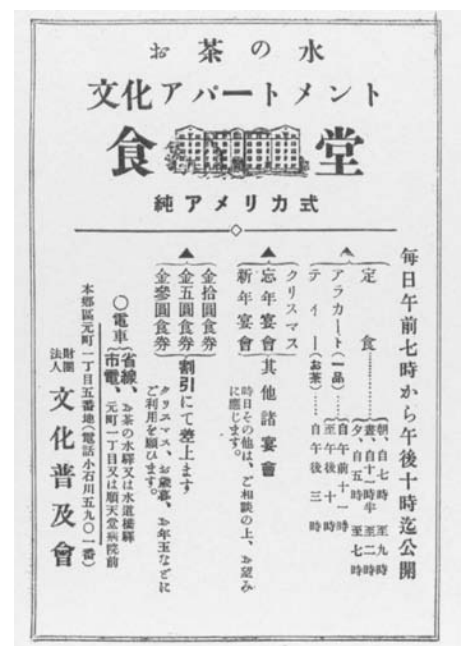 お茶の水
文化アパートメント
食堂
純アメリカ式
毎日午前七時から午後十時迄公開
▲定食…………
朝、自七時至九時
晝、自十一時半至二時
夕、自五時至七時
アラカート(一品)……自午前十一時至午後十時
ティー(お茶)……自午後三時
▲クリスマス
忘年宴會
新年宴會
其他諸宴會
時日その他は、ご相談の上、お望み
に應じます。
▲金拾圓食券
金五圓食券
金參圓食券
割引にて差上ます
クリスマス、お歳暮、お年玉などに
ご利用を願ひます。
〇電車
省線、お茶の水驛又は水道橋驛
市電、元町一丁目又は順天堂病院前
本郷區元町一丁目五番地(電話小石川五九〇一番)
財團法人 文化普及會